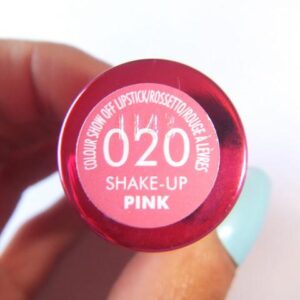 COLOUR SHOW OFF LIPSTICK/ROSSETTO/ROUGE À LÈVRES
020
SHAKE-UP
PINK